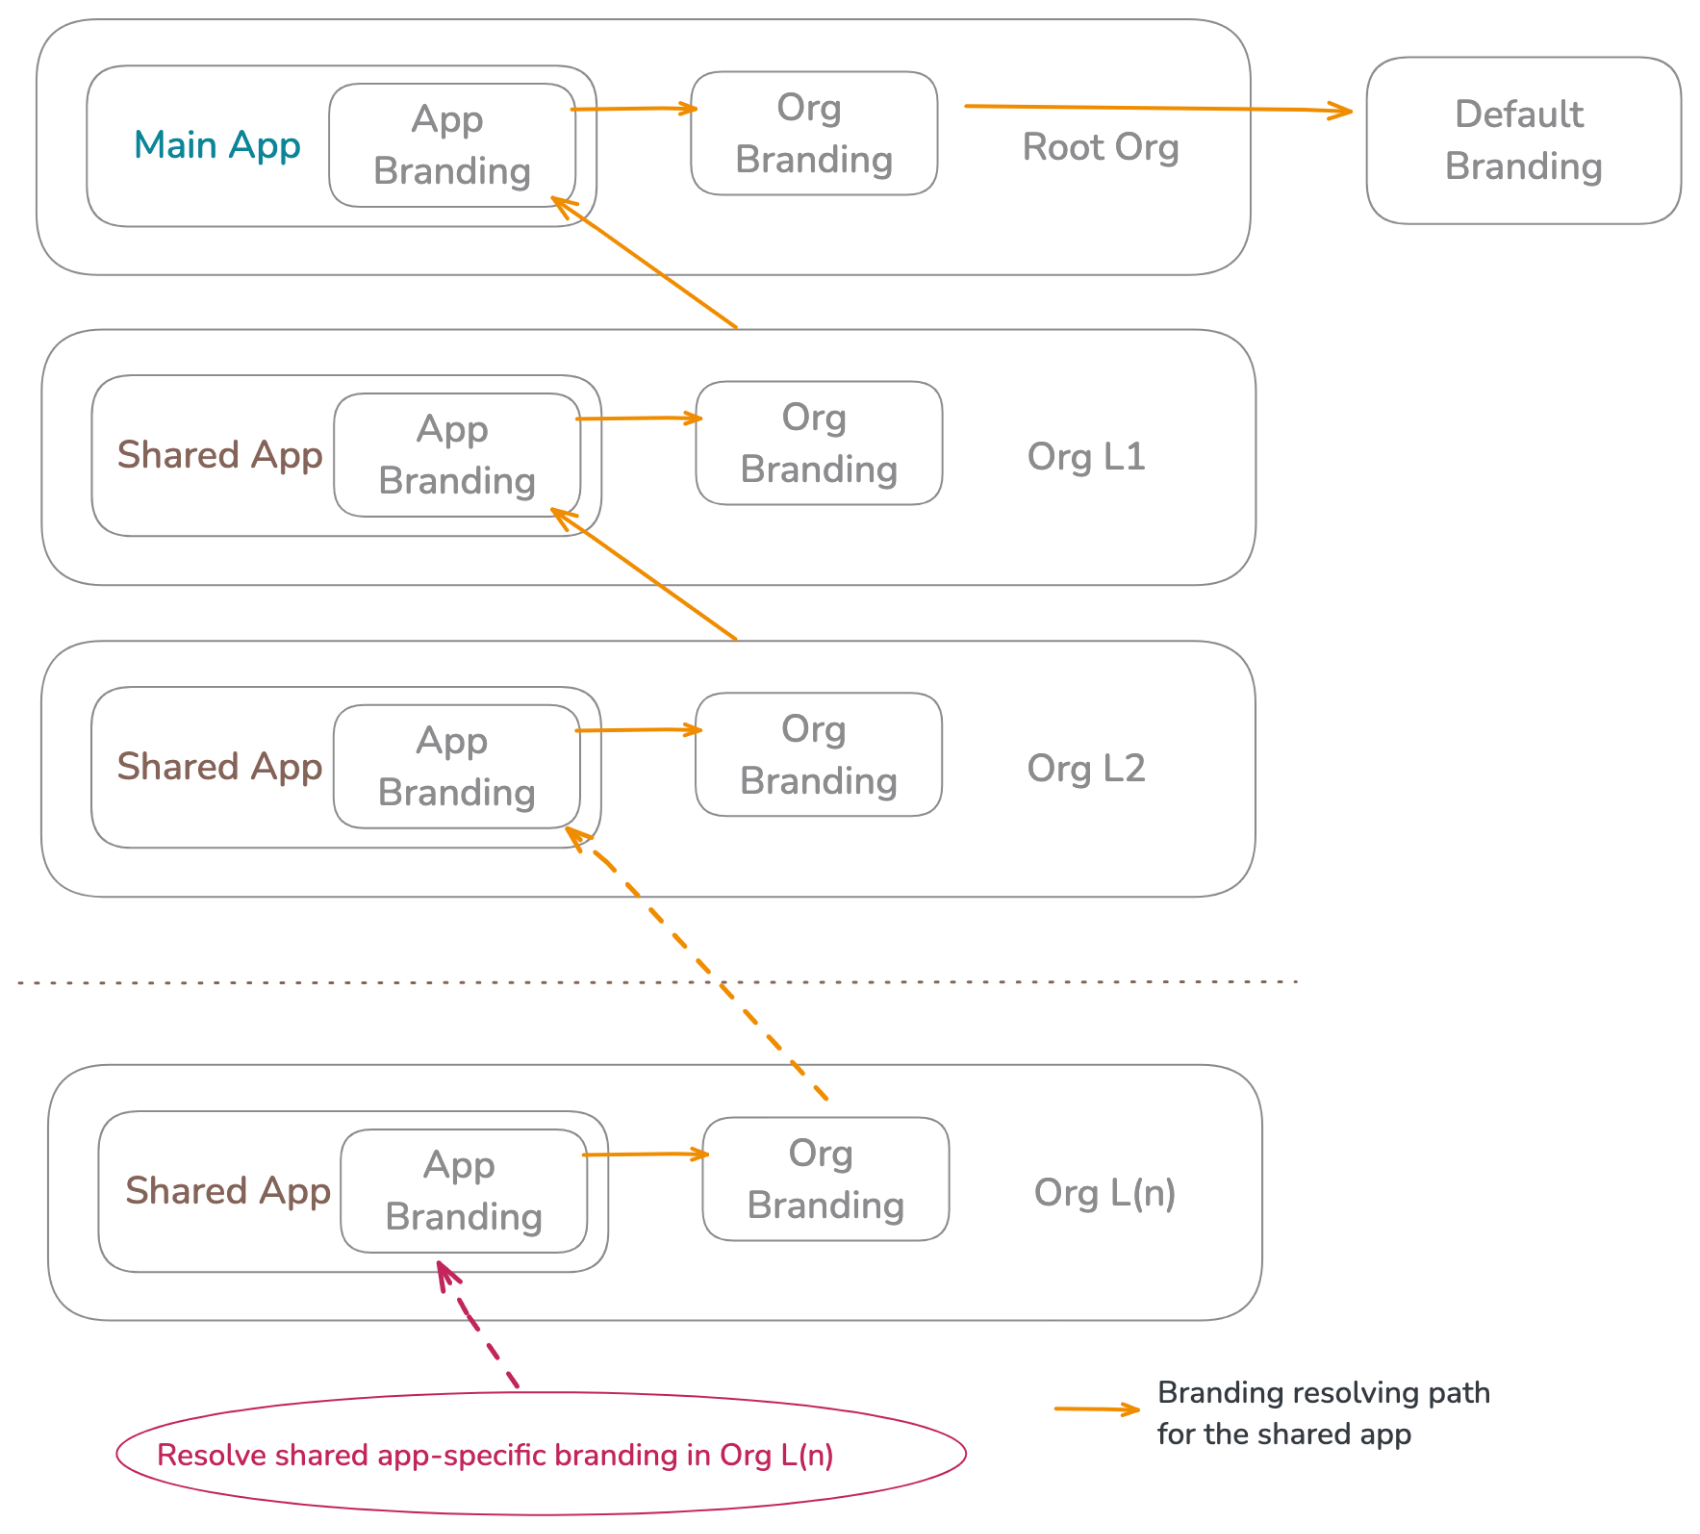 Main App
App
Branding
Org
Branding
Root Org
Default
Branding
Shared App
App
Branding
Org
Branding
Org L1
Shared App
App
Branding
Org
Branding
Org L2
Shared App
App
Branding
Org
Branding
Org L(n)
Resolve shared app-specific branding in Org L(n)
Branding resolving path
for the shared app